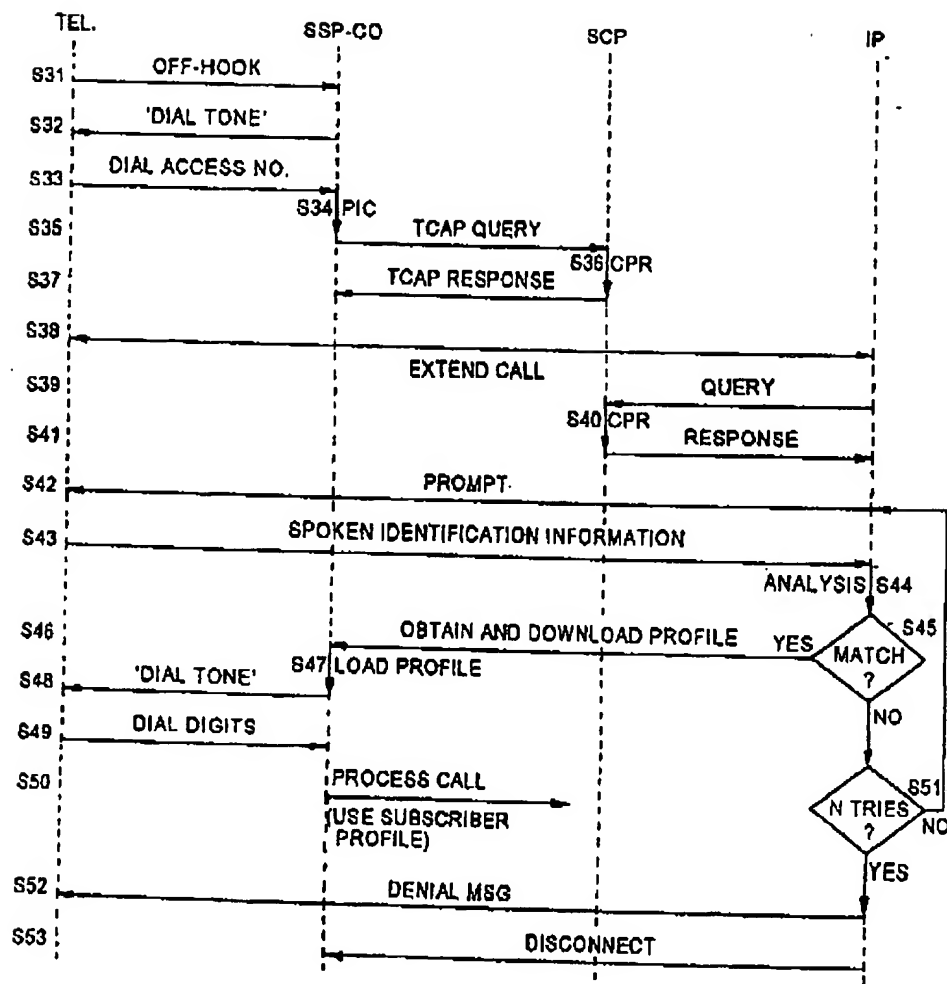 TEL. SSP-CO SCP IP
S31 OFF-HOOK
S32 'DIAL TONE'
S33 DIAL ACCESS NO.
S34 PIC
S35 TCAP QUERY
S36 CPR
S37 TCAP RESPONSE
S38
EXTEND CALL
S39 QUERY
S40 CPR
S41 RESPONSE
S42 PROMPT
S43 SPOKEN IDENTIFICATION INFORMATION
ANALYSIS S44
S46 OBTAIN AND DOWNLOAD PROFILE YES S45
MATCH
?
S47 LOAD PROFILE
S48 'DIAL TONE'
NO
S49 DIAL DIGITS
S50 PROCESS CALL
(USE SUBSCRIBER
PROFILE)
S51
N TRIES
?
NO
YES
S52 DENIAL MSG
S53 DISCONNECT